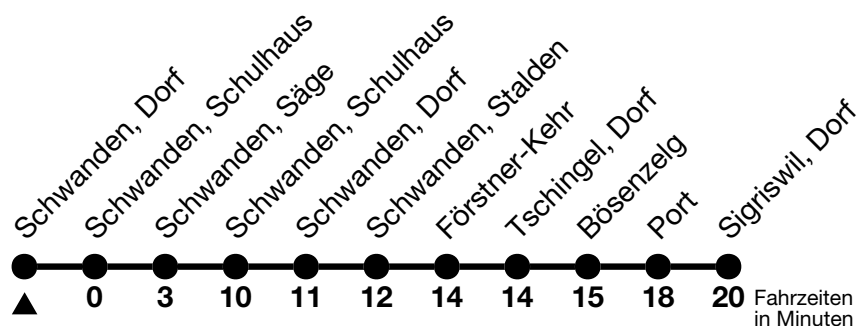 Schwanden, Dorf
Schwanden, Schulhaus
Schwanden, Säge
Schwanden, Schulhaus
Schwanden, Dorf
Schwanden, Stalden
Förstner-Kehr
Tschingel, Dorf
Bösenzelg
Port
Sigriswil, Dorf
0 3 10 11 12 14 14 15 18 20 Fahrzeiten
in Minuten